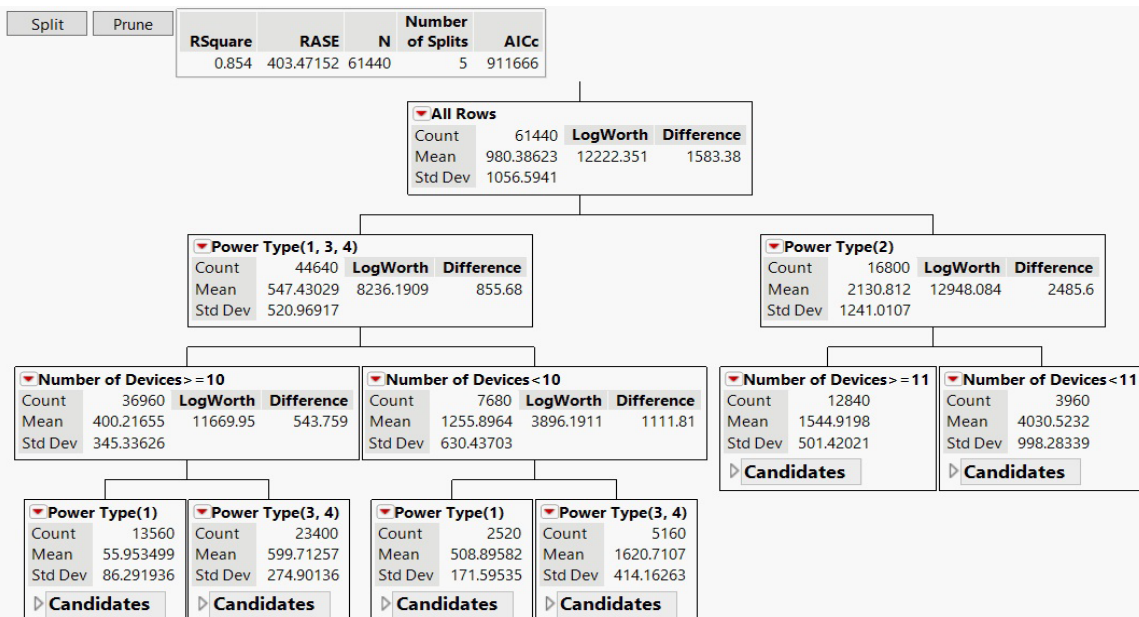 Split Prune
Number
RSquare RASE N of Splits AICc
0.854 403.47152 61440 5 911666
All Rows
Count 61440 LogWorth Difference
Mean 980.38623 12222.351 1583.38
Std Dev 1056.5941
Power Type(1, 3, 4) Power Type(2)
Count 44640 LogWorth Difference Count 16800 LogWorth Difference
Mean 547.43029 8236.1909 855.68 Mean 2130.812 12948.084 2485.6
Std Dev 520.96917 Std Dev 1241.0107
Number of Devices>=10 Number of Devices<10 Number of Devices>=11 Number of Devices<11
Count 36960 LogWorth Difference Count 7680 LogWorth Difference Count 12840 Count 3960
Mean 400.21655 11669.95 543.759 Mean 1255.8964 3896.1911 1111.81 Mean 1544.9198 Mean 4030.5232
Std Dev 345.33626 Std Dev 630.43703 Std Dev 501.42021 Std Dev 998.28339
Candidates Candidates
Power Type(1) Power Type(3, 4) Power Type(1) Power Type(3, 4)
Count 13560 Count 23400 Count 2520 Count 5160
Mean 55.953499 Mean 599.71257 Mean 508.89582 Mean 1620.7107
Std Dev 86.291936 Std Dev 274.90136 Std Dev 171.59535 Std Dev 414.16263
Candidates Candidates Candidates Candidates